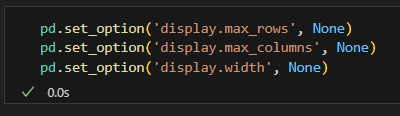 pd.set_option('display.max_rows', None)
pd.set_option('display.max_columns', None)
pd.set_option('display.width', None)
✓ 0.0s